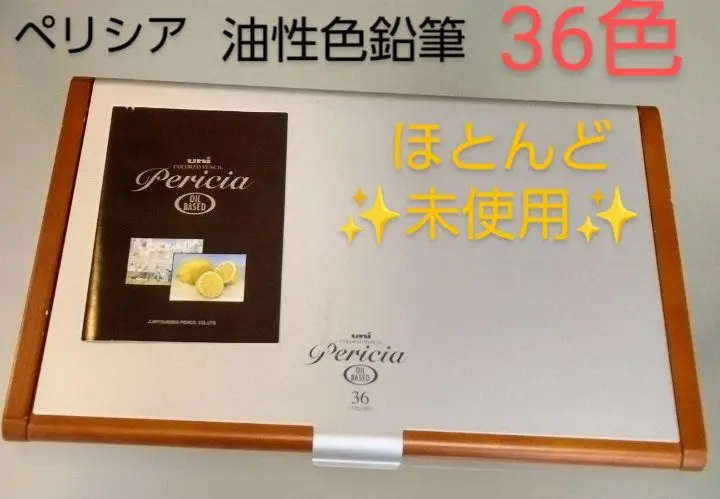 ペリシア 油性色鉛筆 36色
ほとんど
✨未使用✨
uni
COLORED PENCIL
Pericia
OIL
BASED
MITSUBISHI PENCIL CO.,LTD
uni
COLORED PENCIL
Pericia
OIL
BASED
36
COLORS